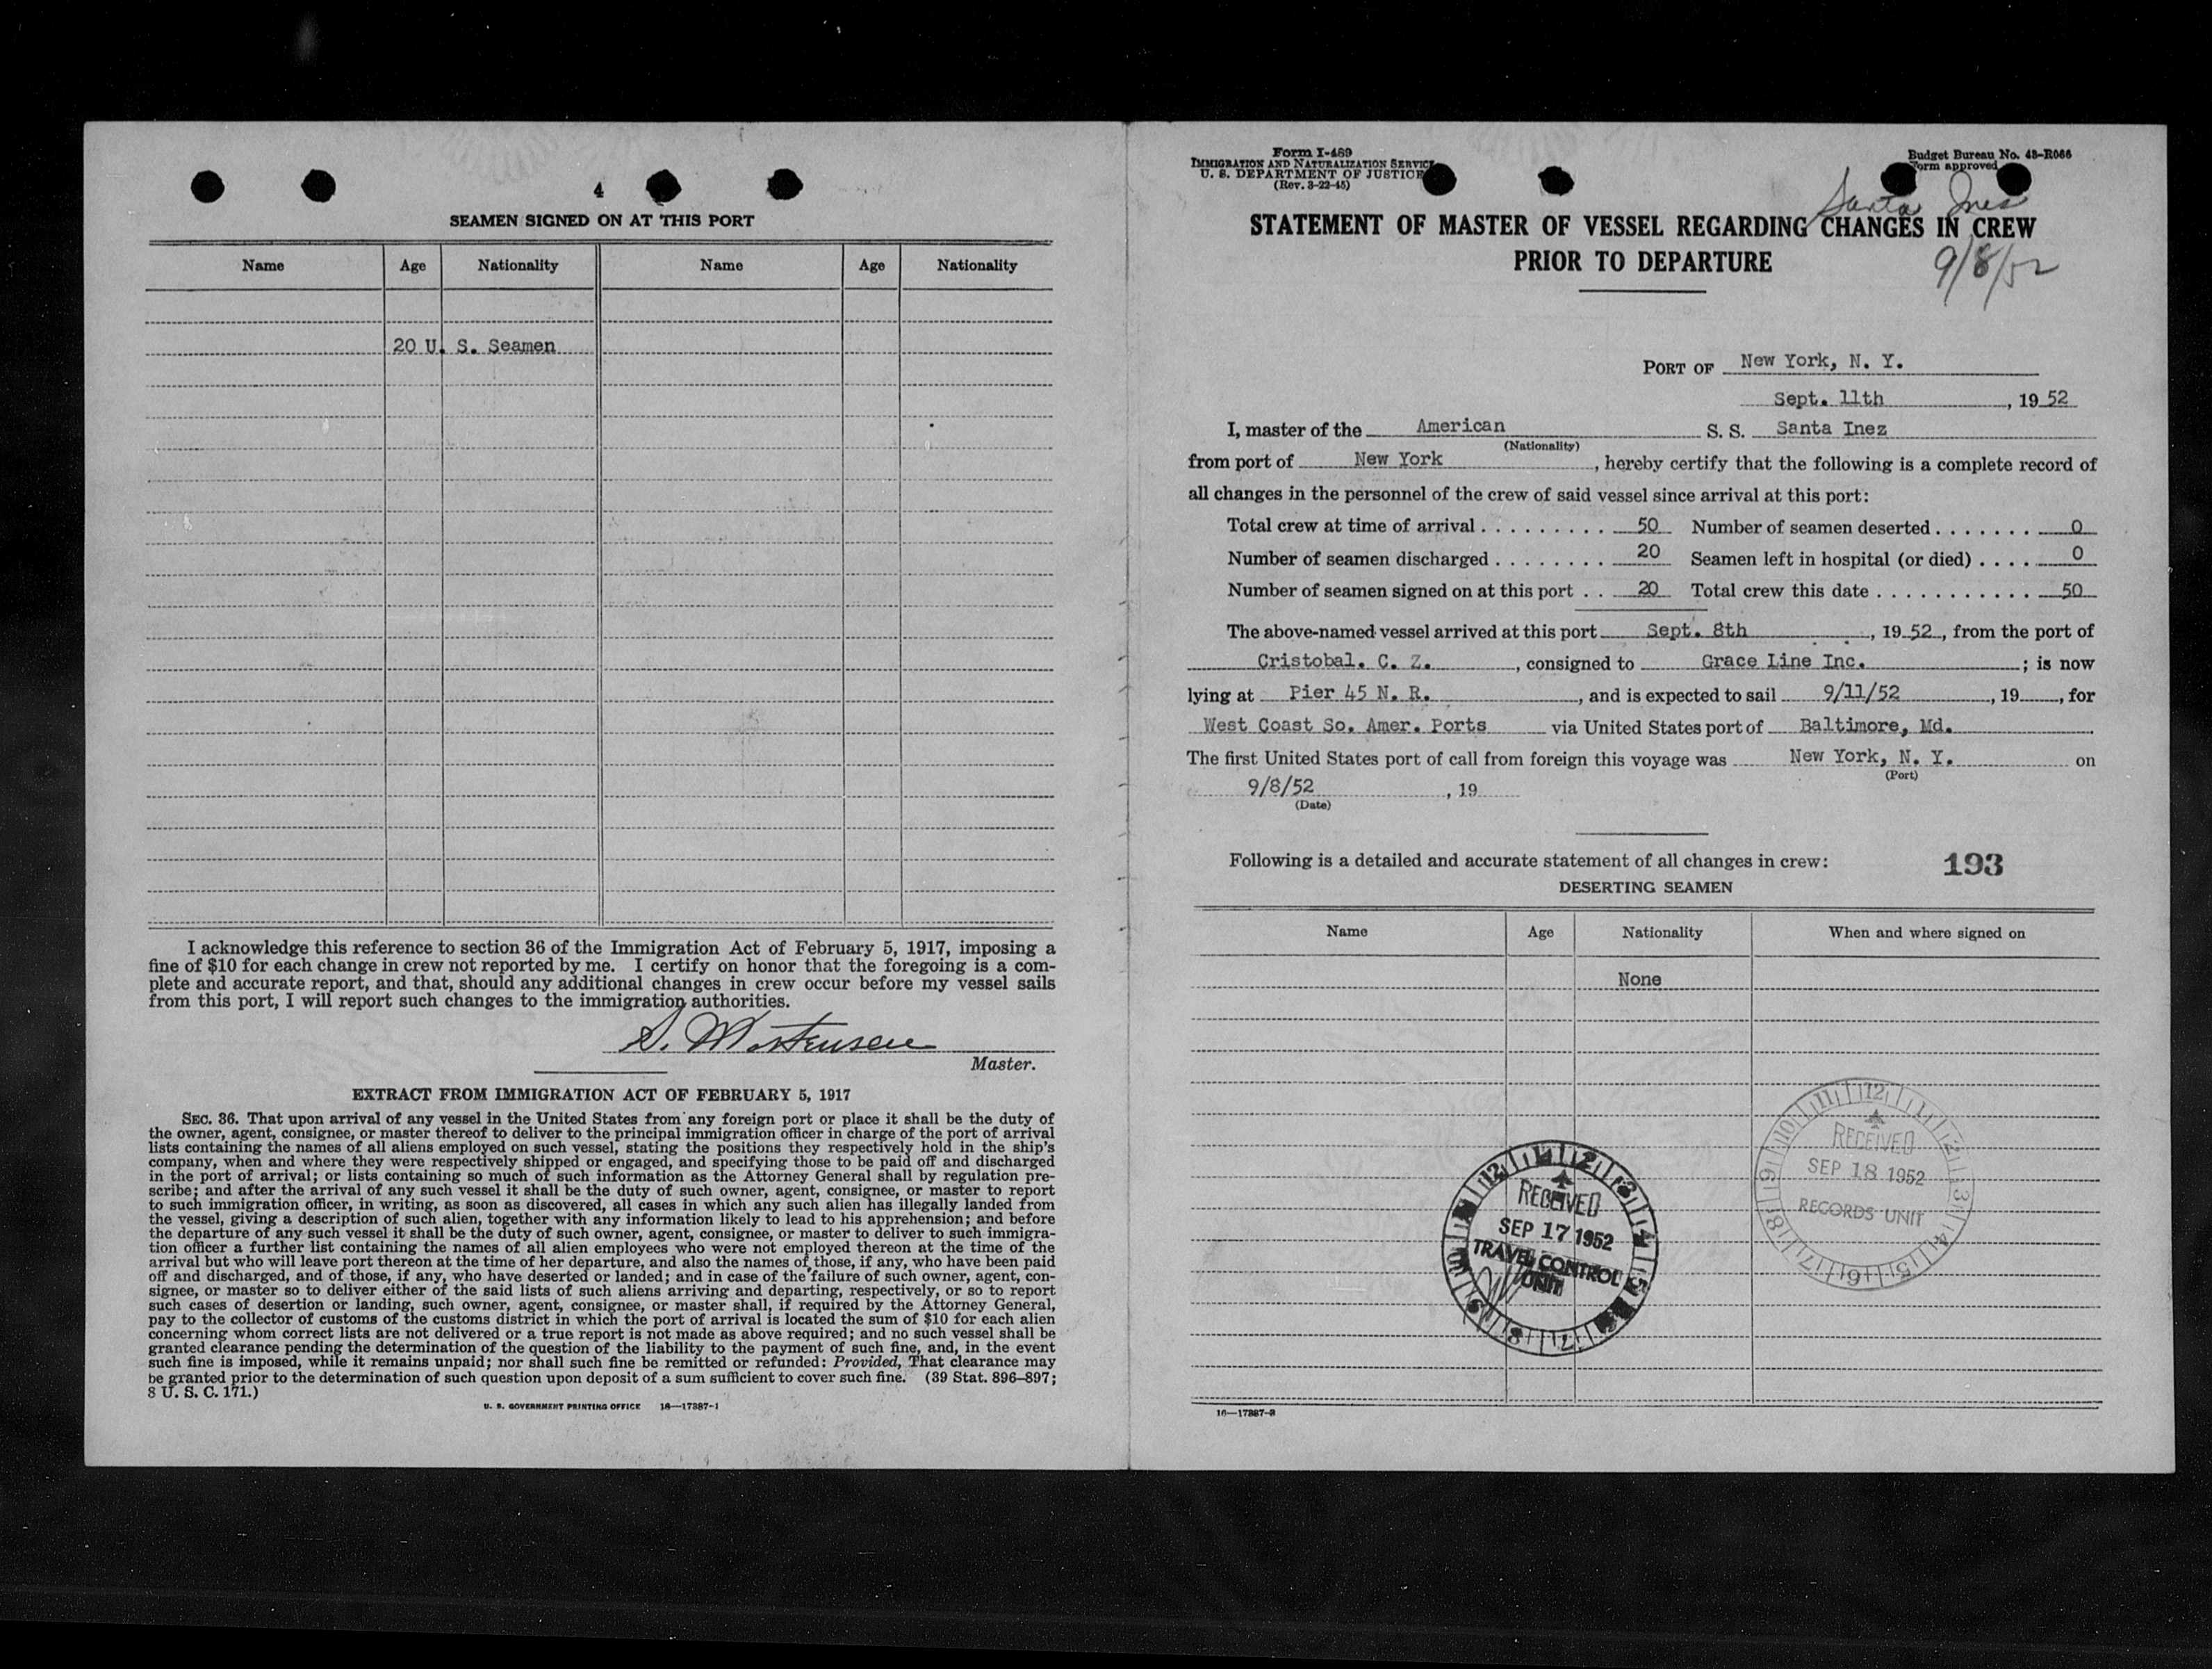 4
SEAMEN SIGNED ON AT THIS PORT
Name Age Nationality Name Age Nationality
20 U. S. Seamen
I acknowledge this reference to section 36 of the Immigration Act of February 5, 1917, imposing a
fine of $10 for each change in crew not reported by me. I certify on honor that the foregoing is a com-
plete and accurate report, and that, should any additional changes in crew occur before my vessel sails
from this port, I will report such changes to the immigration authorities.
S. Mortensen
Master.
EXTRACT FROM IMMIGRATION ACT OF FEBRUARY 5, 1917
SEC. 36. That upon arrival of any vessel in the United States from any foreign port or place it shall be the duty of
the owner, agent, consignee, or master thereof to deliver to the principal immigration officer in charge of the port of arrival
lists containing the names of all aliens employed on such vessel, stating the positions they respectively hold in the ship's
company, when and where they were respectively shipped or engaged, and specifying those to be paid off and discharged
in the port of arrival; or lists containing so much of such information as the Attorney General shall by regulation pre-
scribe; and after the arrival of any such vessel it shall be the duty of such owner, agent, consignee, or master to report
to such immigration officer, in writing, as soon as discovered, all cases in which any such alien has illegally landed from
the vessel, giving a description of such alien, together with any information likely to lead to his apprehension; and before
the departure of any such vessel it shall be the duty of such owner, agent, consignee, or master to deliver to such immigra-
tion officer a further list containing the names of all alien employees who were not employed thereon at the time of the
arrival but who will leave port thereon at the time of her departure, and also the names of those, if any, who have been paid
off and discharged, and of those, if any, who have deserted or landed; and in case of the failure of such owner, agent, con-
signee, or master so to deliver either of the said lists of such aliens arriving and departing, respectively, or so to report
such cases of desertion or landing, such owner, agent, consignee, or master shall, if required by the Attorney General,
pay to the collector of customs of the customs district in which the port of arrival is located the sum of $10 for each alien
concerning whom correct lists are not delivered or a true report is not made as above required; and no such vessel shall be
granted clearance pending the determination of the question of the liability to the payment of such fine, and, in the event
such fine is imposed, while it remains unpaid; nor shall such fine be remitted or refunded: Provided, That clearance may
be granted prior to the determination of such question upon deposit of a sum sufficient to cover such fine. (39 Stat. 896–897;
8 U. S. C. 171.)
U. S. GOVERNMENT PRINTING OFFICE 16—17387-1
Form I-489
IMMIGRATION AND NATURALIZATION SERVICE
U. S. DEPARTMENT OF JUSTICE
(Rev. 3-22-45)
Budget Bureau No. 43-R066
Form approved
Santa Ines
STATEMENT OF MASTER OF VESSEL REGARDING CHANGES IN CREW
PRIOR TO DEPARTURE
9/8/52
PORT OF New York, N. Y.
Sept. 11th, 19 52
I, master of the American S. S. Santa Inez
(Nationality)
from port of New York, hereby certify that the following is a complete record of
all changes in the personnel of the crew of said vessel since arrival at this port:
Total crew at time of arrival . . . . . . . . . 50 Number of seamen deserted . . . . . . . 0
Number of seamen discharged . . . . . . . . 20 Seamen left in hospital (or died) . . . . 0
Number of seamen signed on at this port . . 20 Total crew this date . . . . . . . . . . . . 50
The above-named vessel arrived at this port Sept. 8th, 19 52, from the port of
Cristobal. C. Z., consigned to Grace Line Inc.; is now
lying at Pier 45 N. R., and is expected to sail 9/11/52, 19, for
West Coast So. Amer. Ports via United States port of Baltimore, Md.
The first United States port of call from foreign this voyage was New York, N. Y. on
(Port)
9/8/52, 19
(Date)
Following is a detailed and accurate statement of all changes in crew: 193
DESERTING SEAMEN
Name Age Nationality When and where signed on
None
12 1 2 3 4 5 6 7 8 9 10 11
RECEIVED
SEP 18 1952
RECORDS UNIT
RECEIVED
SEP 17 1952
TRAVEL CONTROL
UNIT
16—17387-3